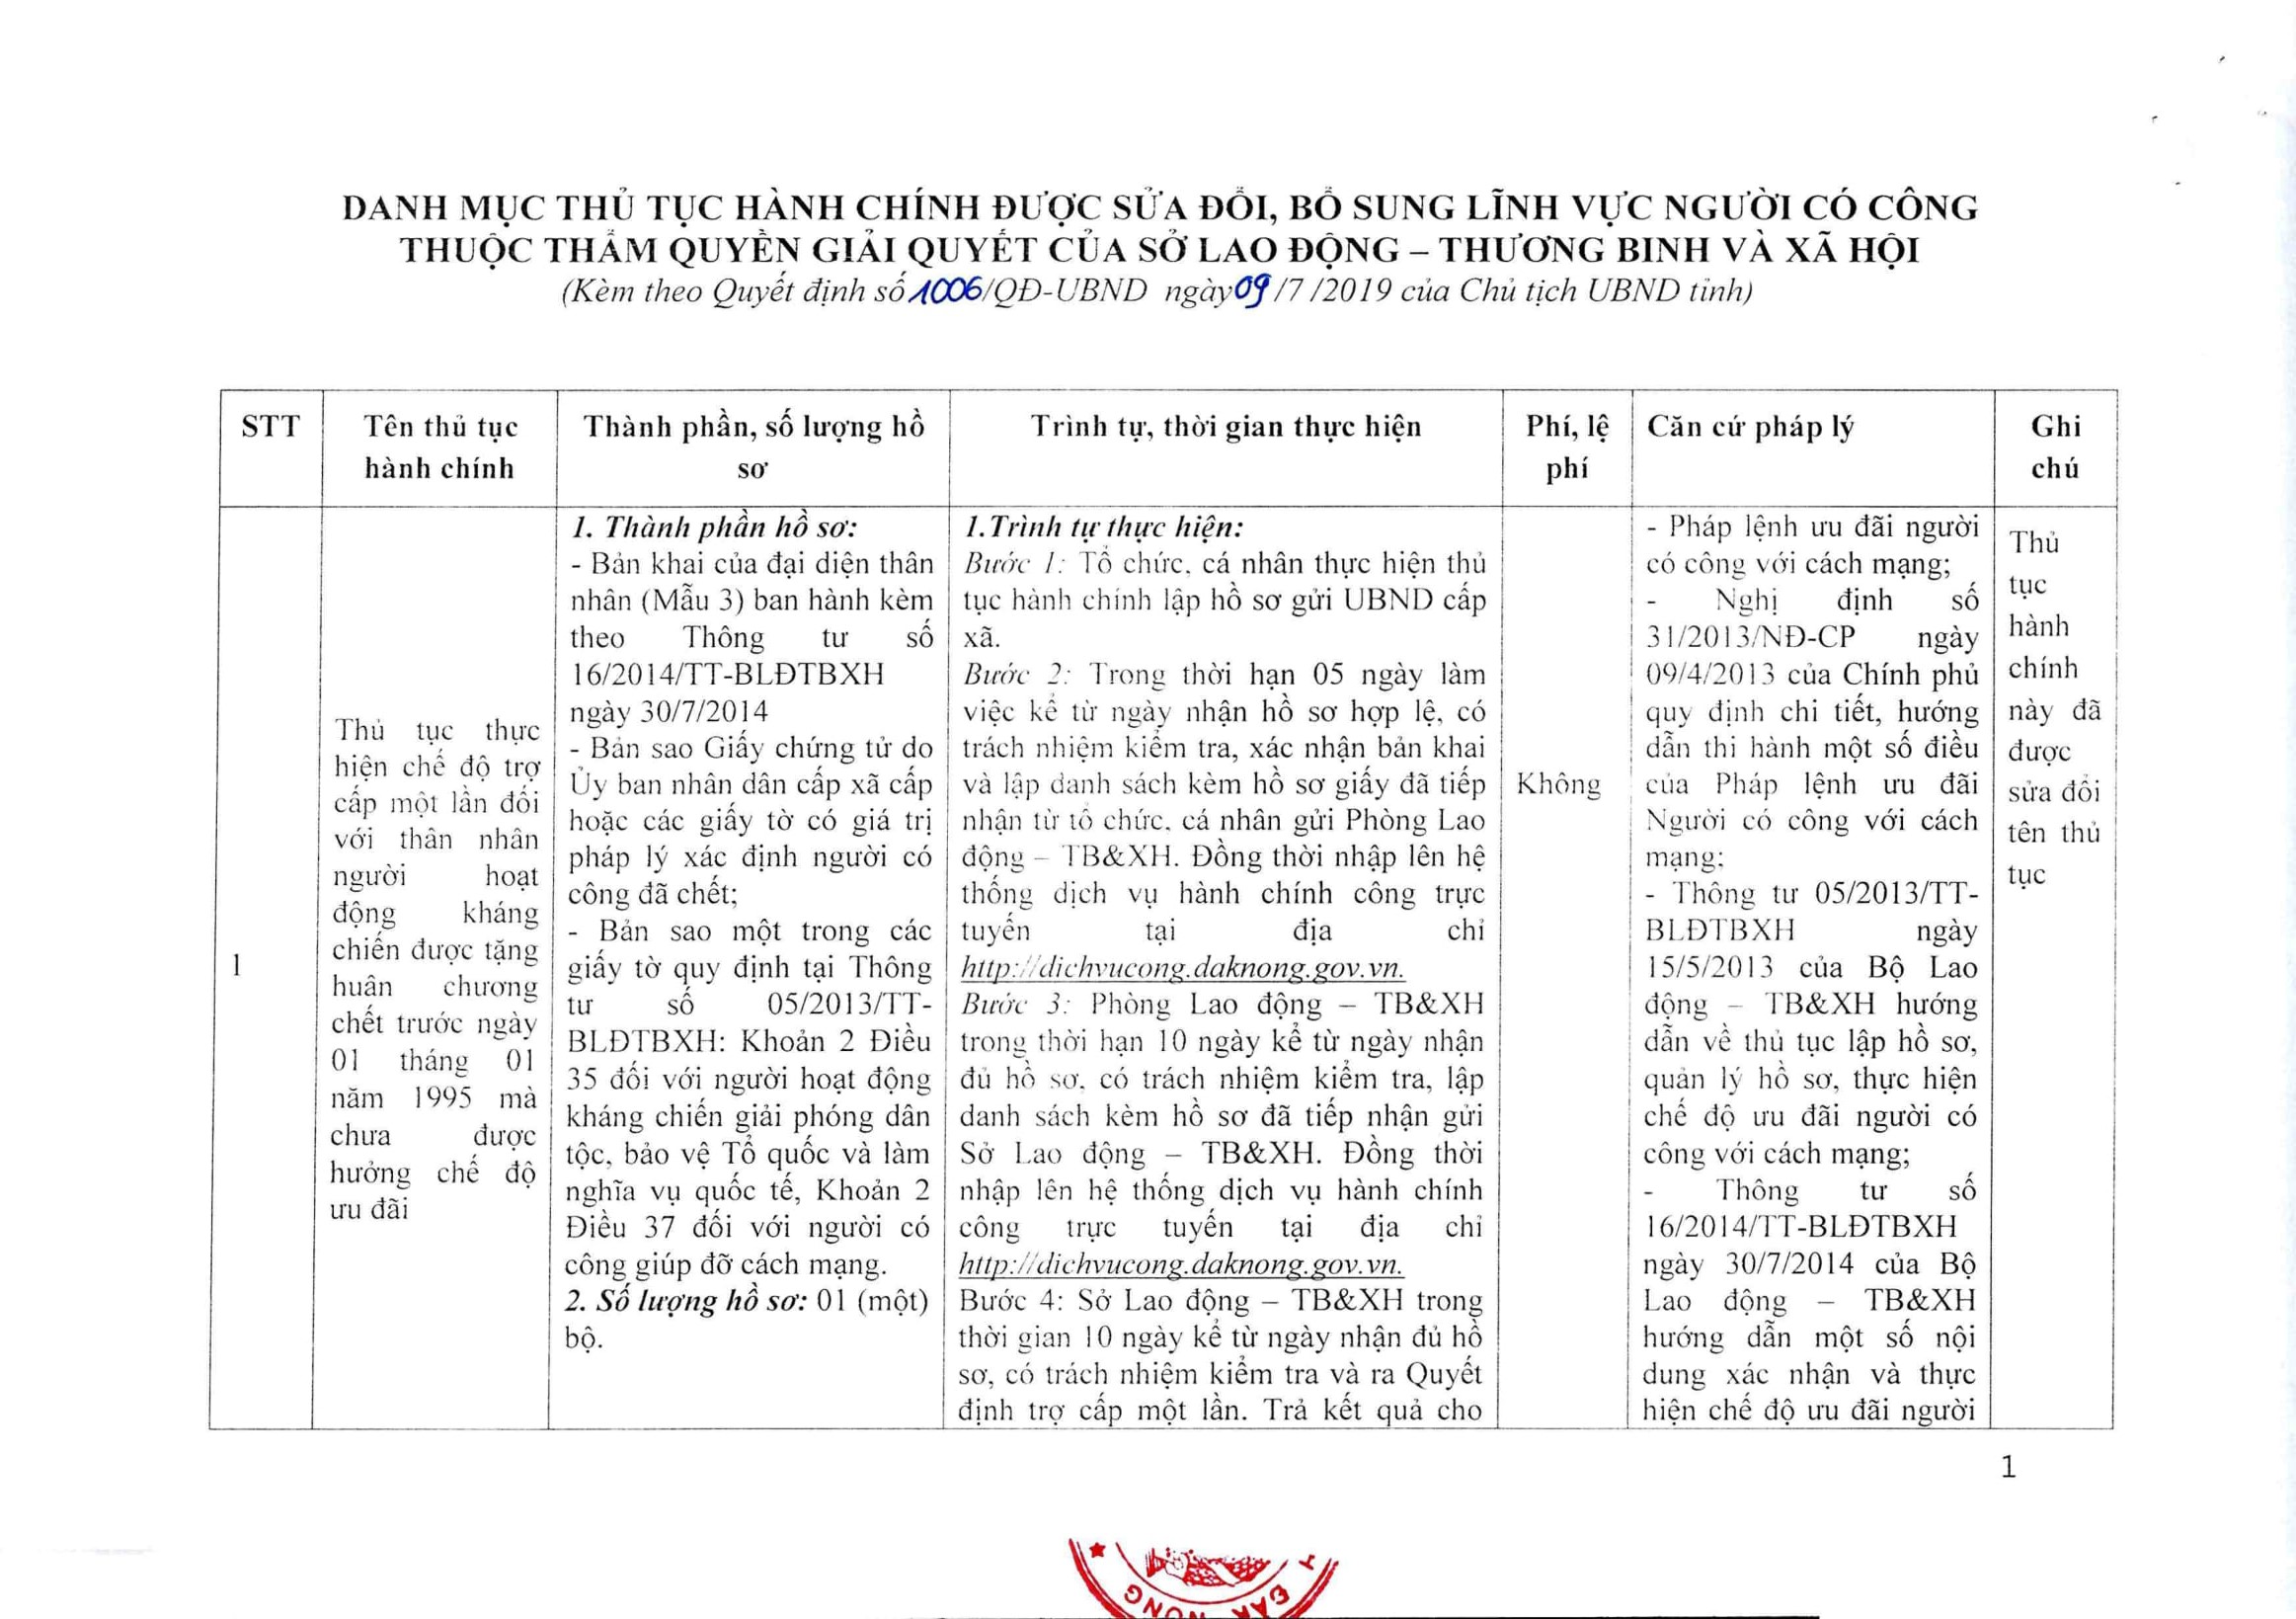 DANH MỤC THỦ TỤC HÀNH CHÍNH ĐƯỢC SỬA ĐỔI, BỔ SUNG LĨNH VỰC NGƯỜI CÓ CÔNG
THUỘC THẨM QUYỀN GIẢI QUYẾT CỦA SỞ LAO ĐỘNG – THƯƠNG BINH VÀ XÃ HỘI
(Kèm theo Quyết định số 1006/QĐ-UBND ngày 09/7/2019 của Chủ tịch UBND tỉnh)
STT
Tên thủ tục
hành chính
Thành phần, số lượng hồ
sơ
Trình tự, thời gian thực hiện
Phí, lệ
phí
Căn cứ pháp lý
Ghi
chú
1
Thủ tục thực
hiện chế độ trợ
cấp một lần đối
với thân nhân
người hoạt
động kháng
chiến được tặng
huân chương
chết trước ngày
01 tháng 01
năm 1995 mà
chưa được
hưởng chế độ
ưu đãi
1. Thành phần hồ sơ:
- Bản khai của đại diện thân
nhân (Mẫu 3) ban hành kèm
theo Thông tư số
16/2014/TT-BLĐTBXH
ngày 30/7/2014
- Bản sao Giấy chứng tử do
Ủy ban nhân dân cấp xã cấp
hoặc các giấy tờ có giá trị
pháp lý xác định người có
công đã chết;
- Bản sao một trong các
giấy tờ quy định tại Thông
tư số 05/2013/TT-
BLĐTBXH: Khoản 2 Điều
35 đối với người hoạt động
kháng chiến giải phóng dân
tộc, bảo vệ Tổ quốc và làm
nghĩa vụ quốc tế, Khoản 2
Điều 37 đối với người có
công giúp đỡ cách mạng.
2. Số lượng hồ sơ: 01 (một)
bộ.
1.Trình tự thực hiện:
Bước 1: Tổ chức, cá nhân thực hiện thủ
tục hành chính lập hồ sơ gửi UBND cấp
xã.
Bước 2: Trong thời hạn 05 ngày làm
việc kể từ ngày nhận hồ sơ hợp lệ, có
trách nhiệm kiểm tra, xác nhận bản khai
và lập danh sách kèm hồ sơ giấy đã tiếp
nhận từ tổ chức, cá nhân gửi Phòng Lao
động – TB&XH. Đồng thời nhập lên hệ
thống dịch vụ hành chính công trực
tuyến tại địa chỉ
http://dichvucong.daknong.gov.vn.
Bước 3: Phòng Lao động – TB&XH
trong thời hạn 10 ngày kể từ ngày nhận
đủ hồ sơ, có trách nhiệm kiểm tra, lập
danh sách kèm hồ sơ đã tiếp nhận gửi
Sở Lao động – TB&XH. Đồng thời
nhập lên hệ thống dịch vụ hành chính
công trực tuyến tại địa chỉ
http://dichvucong.daknong.gov.vn.
Bước 4: Sở Lao động – TB&XH trong
thời gian 10 ngày kể từ ngày nhận đủ hồ
sơ, có trách nhiệm kiểm tra và ra Quyết
định trợ cấp một lần. Trả kết quả cho
Không
- Pháp lệnh ưu đãi người
có công với cách mạng;
- Nghị định số
31/2013/NĐ-CP ngày
09/4/2013 của Chính phủ
quy định chi tiết, hướng
dẫn thi hành một số điều
của Pháp lệnh ưu đãi
Người có công với cách
mạng;
- Thông tư 05/2013/TT-
BLĐTBXH ngày
15/5/2013 của Bộ Lao
động – TB&XH hướng
dẫn về thủ tục lập hồ sơ,
quản lý hồ sơ, thực hiện
chế độ ưu đãi người có
công với cách mạng;
- Thông tư số
16/2014/TT-BLĐTBXH
ngày 30/7/2014 của Bộ
Lao động – TB&XH
hướng dẫn một số nội
dung xác nhận và thực
hiện chế độ ưu đãi người
Thủ
tục
hành
chính
này đã
được
sửa đổi
tên thủ
tục
1
T ĐĂK NÔNG